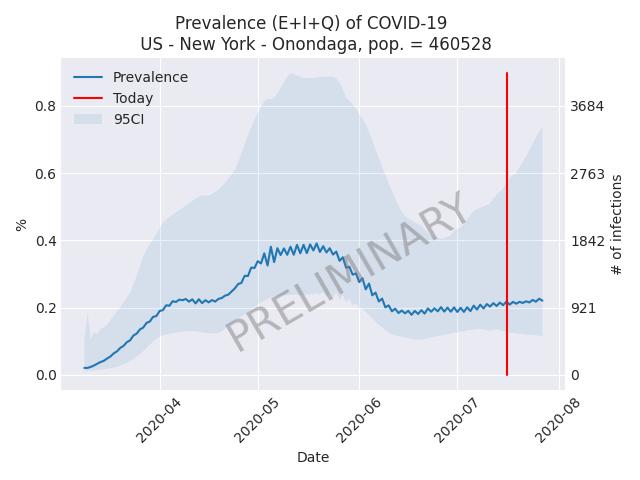 Prevalence (E+I+Q) of COVID-19
US - New York - Onondaga, pop. = 460528
Prevalence
Today
95CI
PRELIMINARY
%
0.8
0.6
0.4
0.2
0.0
3684
2763
1842
921
0
# of infections
2020-04
2020-05
2020-06
2020-07
2020-08
Date